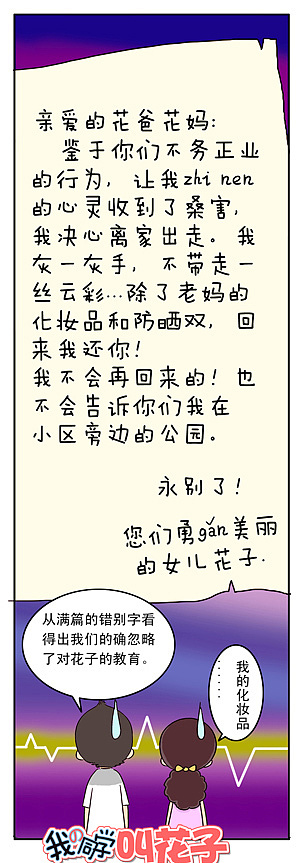 亲爱的花爸花妈：
鉴于你们不务正业
的行为，让我zhi nen
的心灵收到了桑害，
我决心离家出走。我
灰一灰手，不带走一
丝云彩…除了老妈的
化妆品和防晒双，回
来我还你！
我不会再回来的！也
不会告诉你们我在
小区旁边的公园。
永别了！
您们勇gǎn美丽
的女儿花子.
从满篇的错别字看
得出我们的确忽略
了对花子的教育。
我的化妆品
……
我的同学叫花子